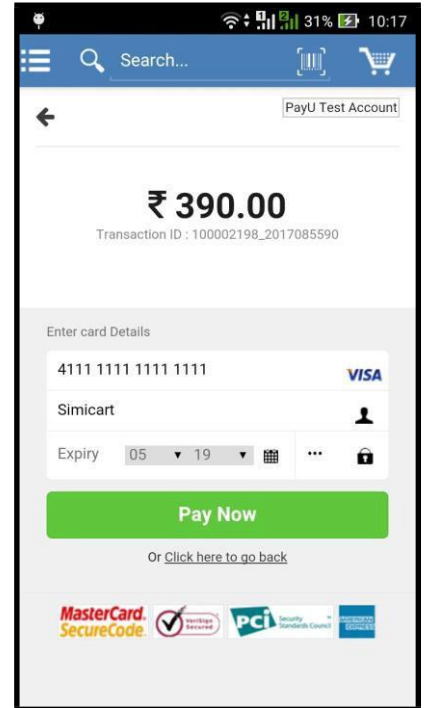 31% 10:17
Search...
PayU Test Account
₹ 390.00
Transaction ID : 100002198_2017085590
Enter card Details
4111 1111 1111 1111 VISA
Simicart
Expiry 05 19 •••
Pay Now
Or Click here to go back
MasterCard. SecureCode. VeriSign Secured PCI Security Standards Council AMERICAN EXPRESS